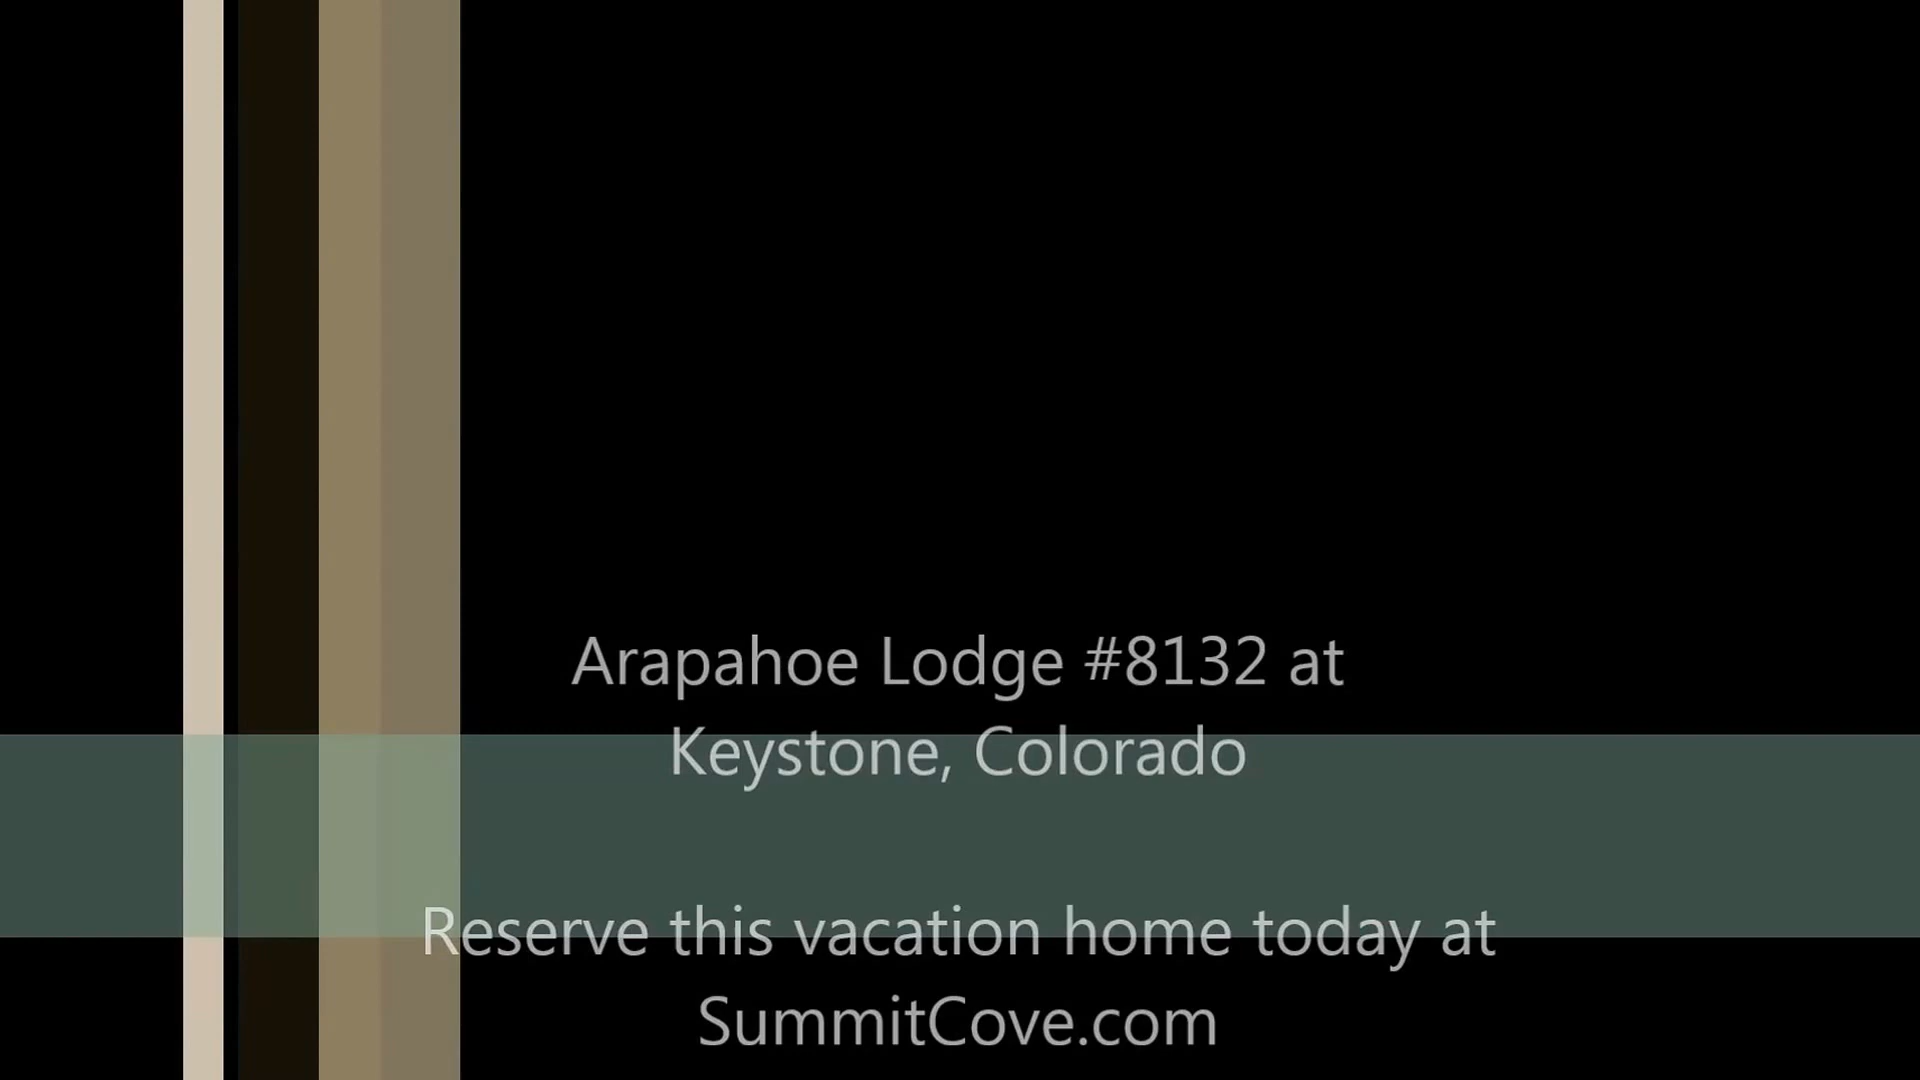 Arapahoe Lodge #8132 at
Keystone, Colorado
Reserve this vacation home today at
SummitCove.com